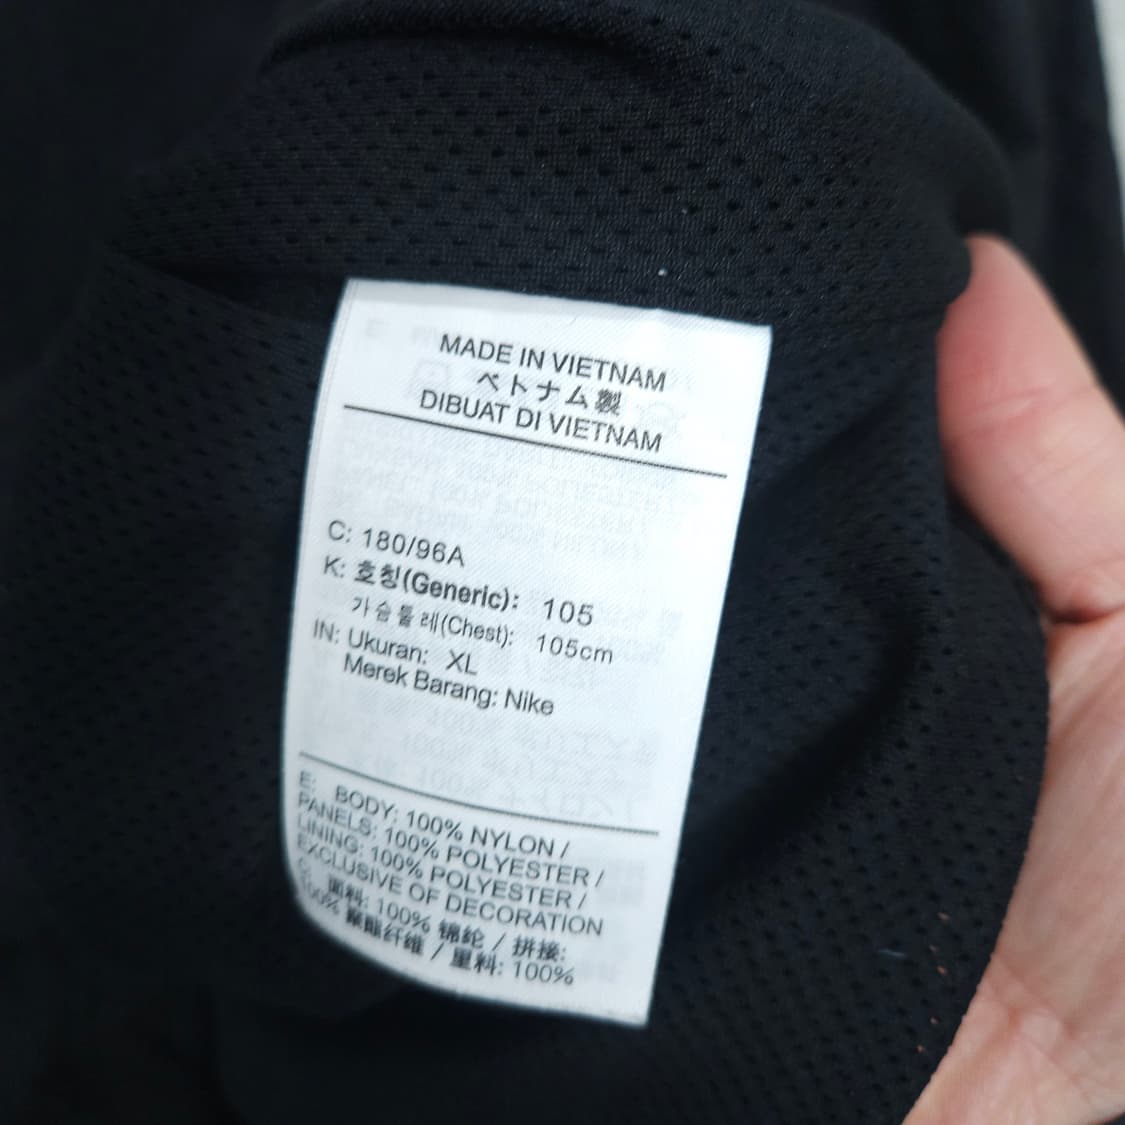 MADE IN VIETNAM
ベトナム製
DIBUAT DI VIETNAM
C: 180/96A
K: 호칭(Generic): 105
가슴둘레(Chest): 105cm
IN: Ukuran: XL
Merek Barang: Nike
E: BODY: 100% NYLON /
PANELS: 100% POLYESTER /
LINING: 100% POLYESTER /
EXCLUSIVE OF DECORATION
C: 面料: 100% 锦纶 / 拼接:
100% 聚酯纤维 / 里料: 100%